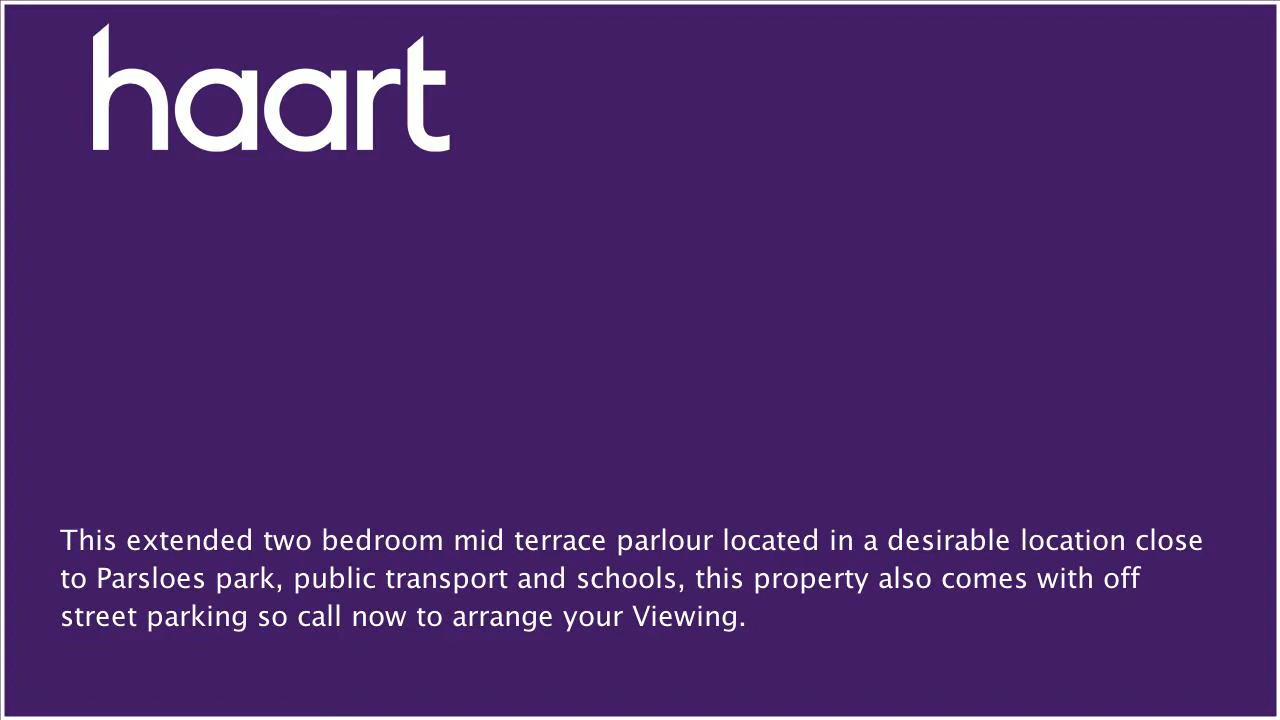 haart
This extended two bedroom mid terrace parlour located in a desirable location close
to Parsloes park, public transport and schools, this property also comes with off
street parking so call now to arrange your Viewing.